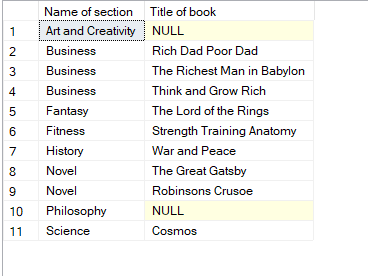 Name of section Title of book
1 Art and Creativity NULL
2 Business Rich Dad Poor Dad
3 Business The Richest Man in Babylon
4 Business Think and Grow Rich
5 Fantasy The Lord of the Rings
6 Fitness Strength Training Anatomy
7 History War and Peace
8 Novel The Great Gatsby
9 Novel Robinsons Crusoe
10 Philosophy NULL
11 Science Cosmos